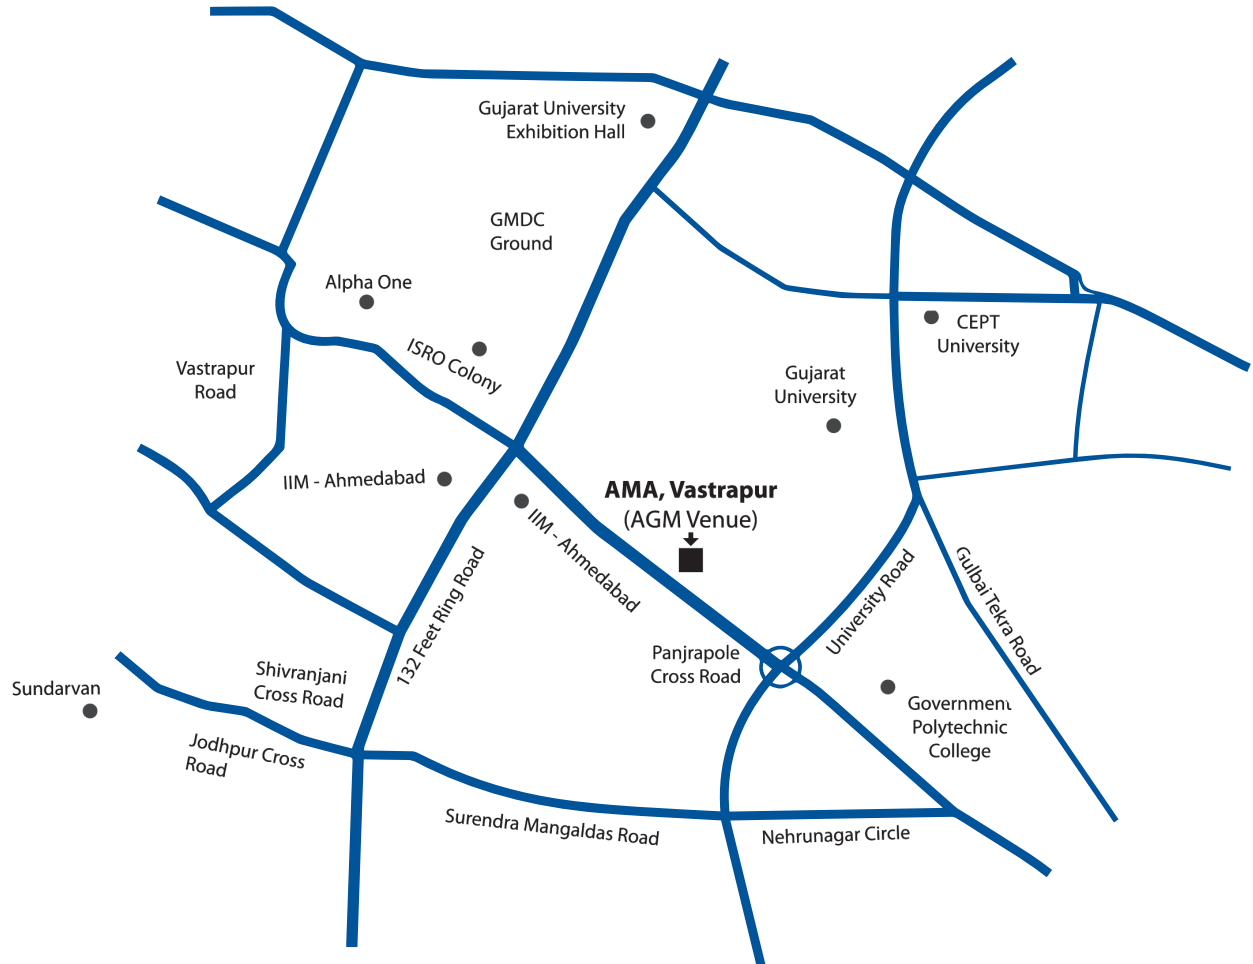 Gujarat University
Exhibition Hall
GMDC
Ground
Alpha One
ISRO Colony
CEPT
University
Vastrapur
Road
Gujarat
University
IIM - Ahmedabad
AMA, Vastrapur
(AGM Venue)
IIM - Ahmedabad
132 Feet Ring Road
University Road
Gulbai Tekra Road
Panjrapole
Cross Road
Shivranjani
Cross Road
Sundarvan
Government
Polytechnic
College
Jodhpur Cross
Road
Surendra Mangaldas Road
Nehrunagar Circle